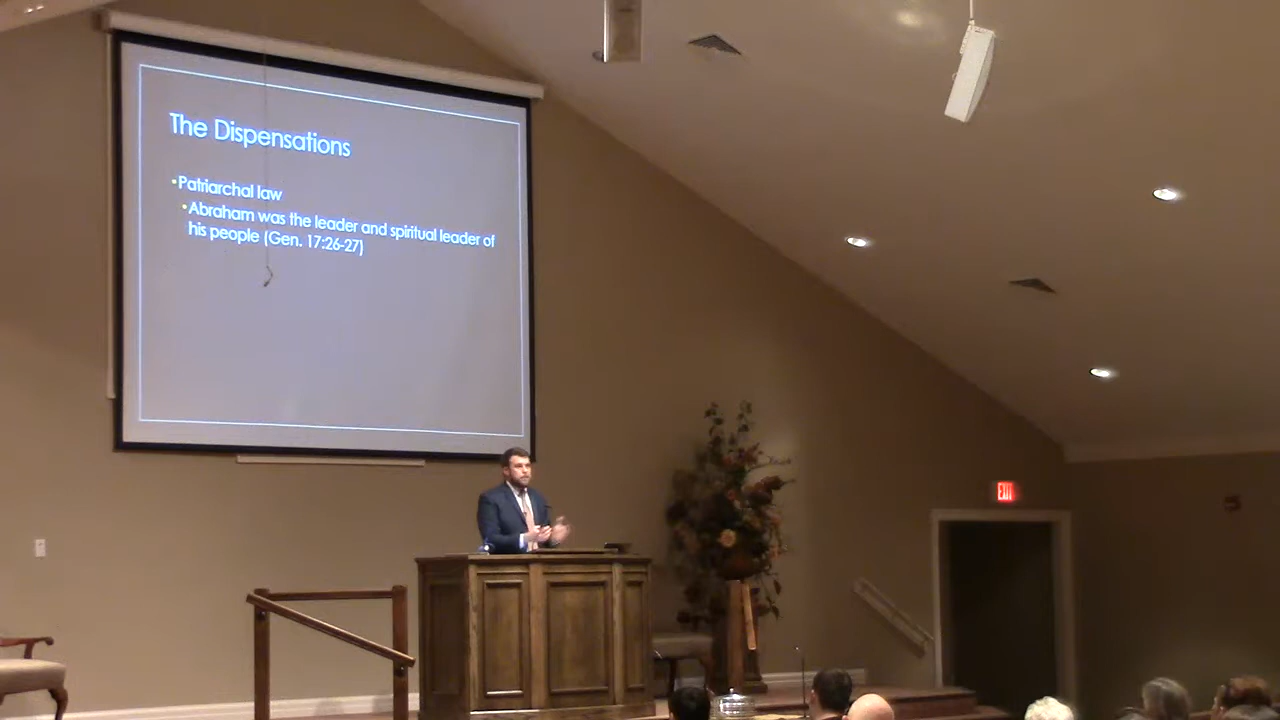 The Dispensations
•Patriarchal law
•Abraham was the leader and spiritual leader of
his people (Gen. 17:26-27)
EXIT